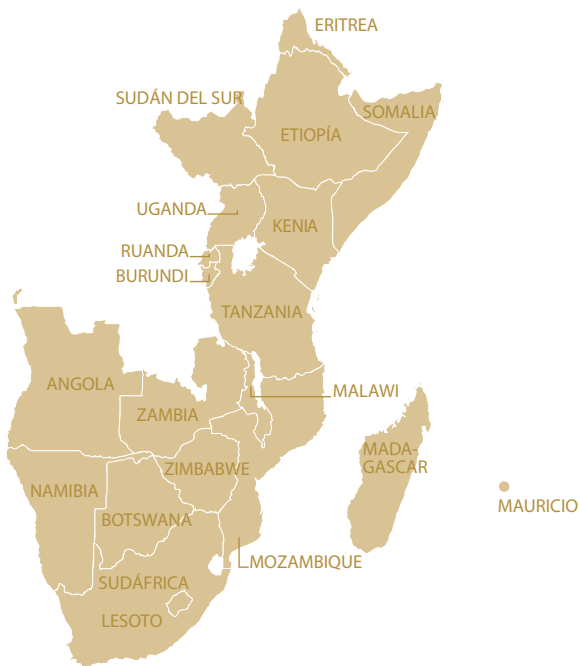 ERITREA
SUDÁN DEL SUR
SOMALIA
ETIOPÍA
UGANDA
KENIA
RUANDA
BURUNDI
TANZANIA
ANGOLA
MALAWI
ZAMBIA
MADA-
GASCAR
ZIMBABWE
NAMIBIA
MAURICIO
BOTSWANA
MOZAMBIQUE
SUDÁFRICA
LESOTO